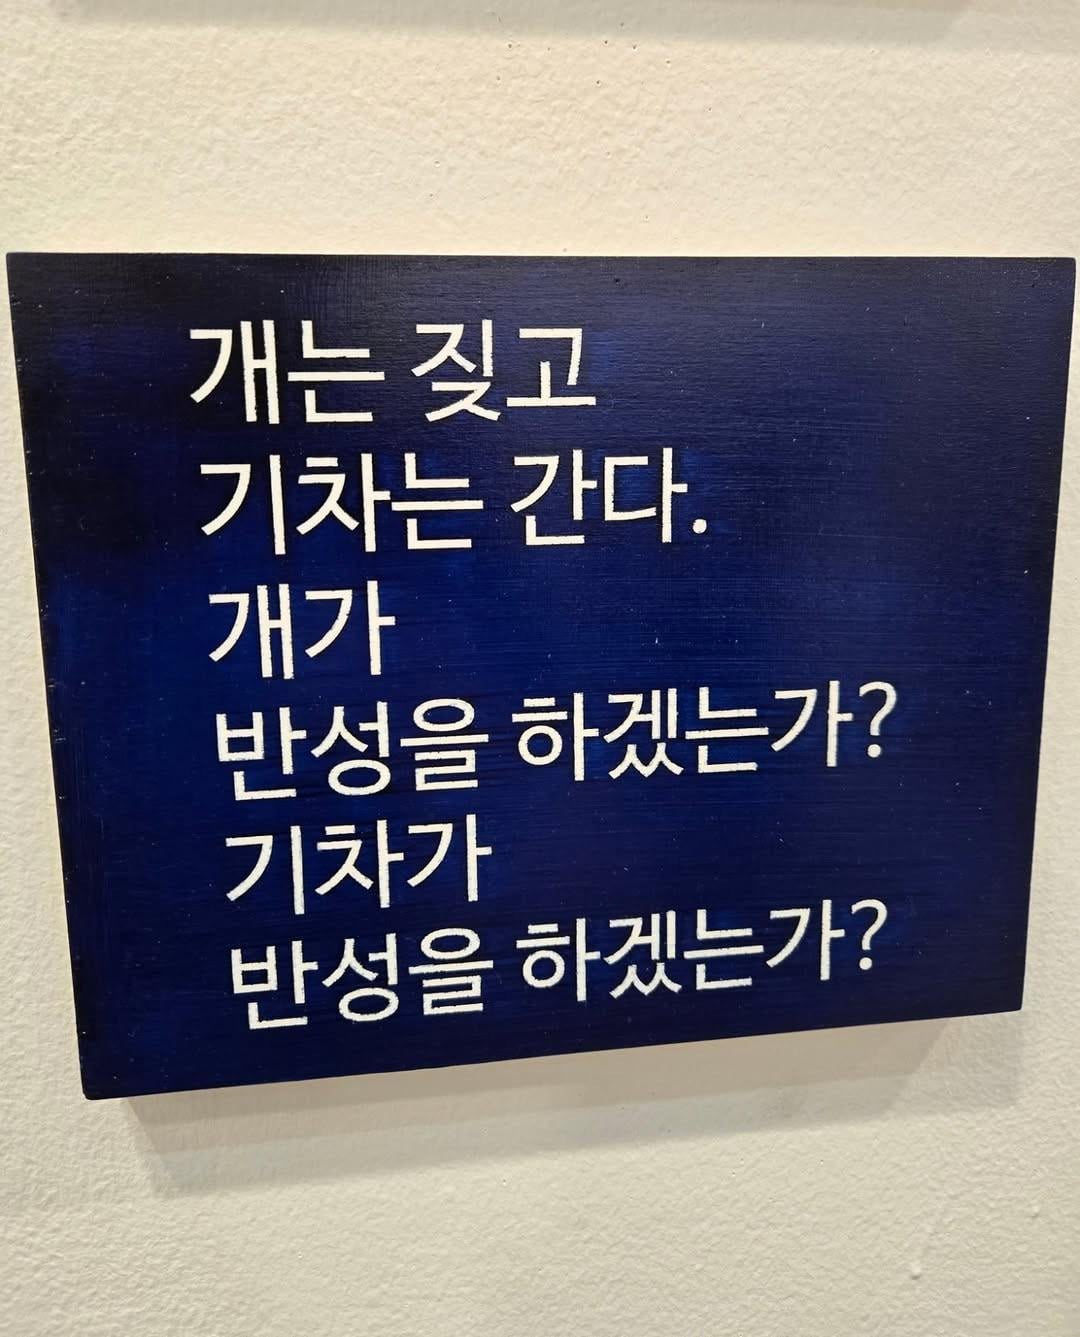 개는 짖고
기차는 간다.
개가
반성을 하겠는가?
기차가
반성을 하겠는가?